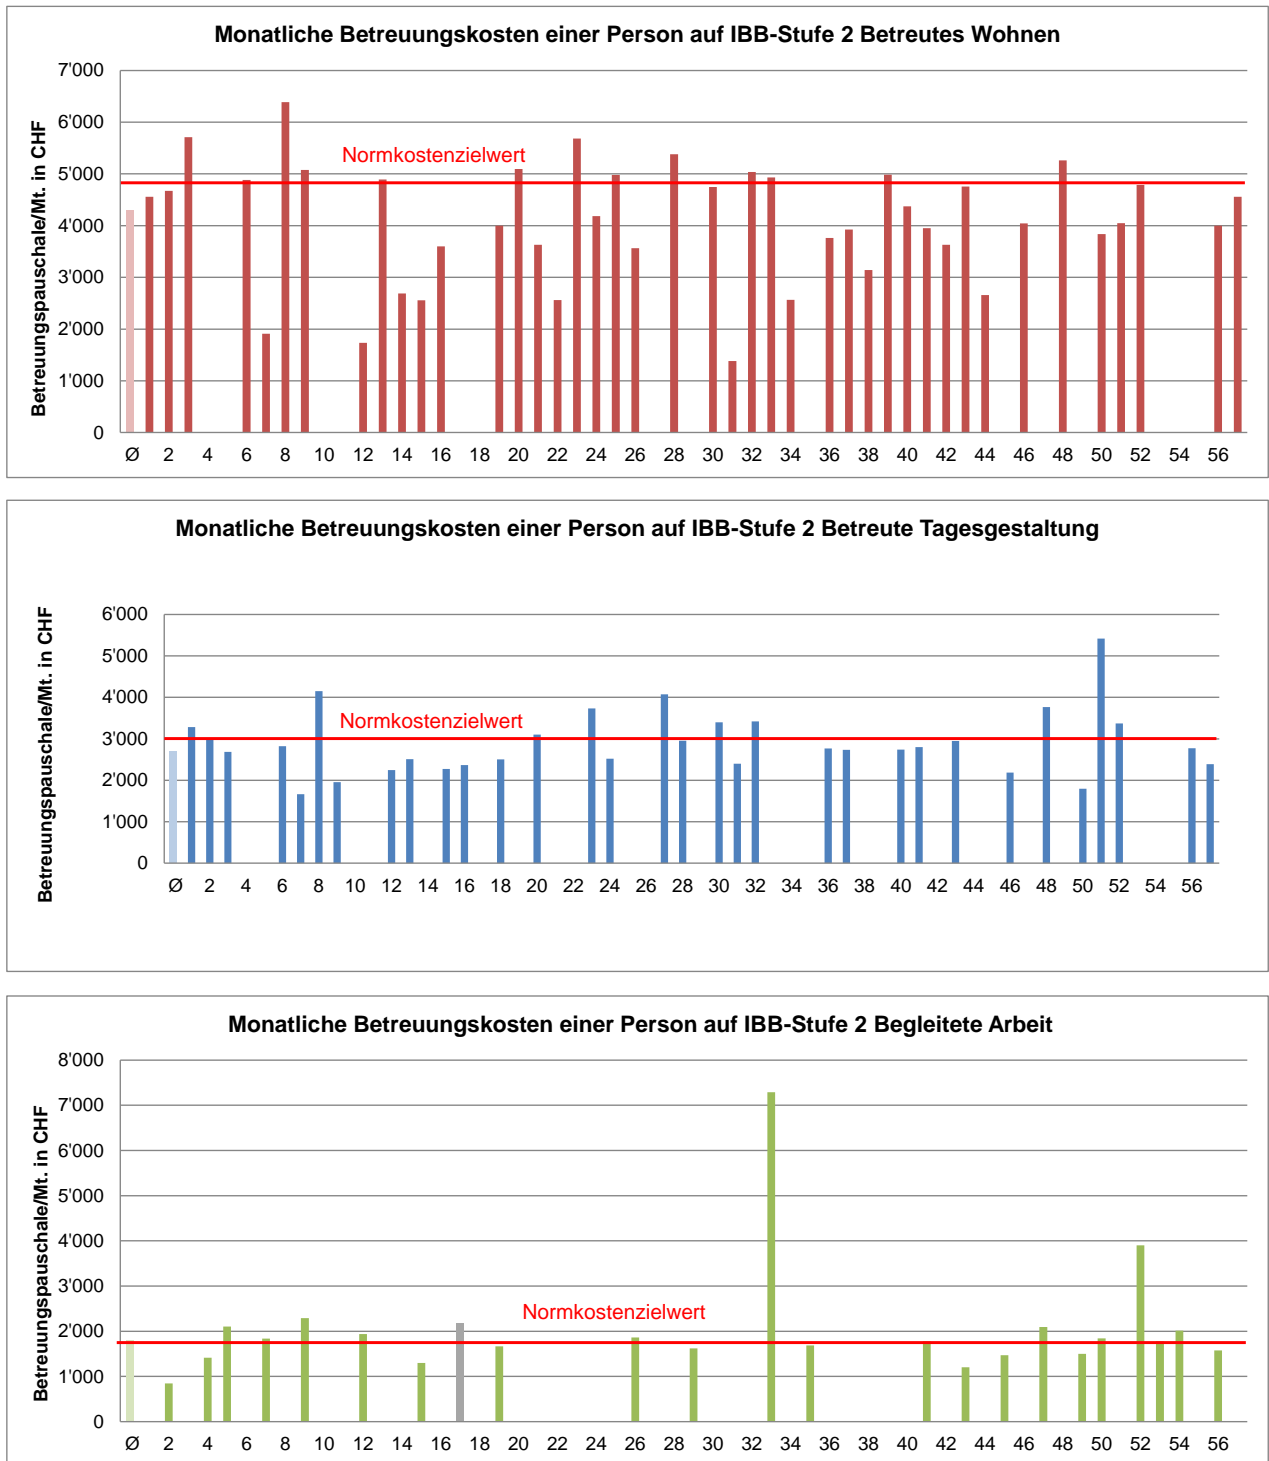 Monatliche Betreuungskosten einer Person auf IBB-Stufe 2 Betreutes Wohnen
Betreuungspauschale/Mt. in CHF
7'000
6'000
5'000
4'000
3'000
2'000
1'000
0
Normkostenzielwert
Ø 2 4 6 8 10 12 14 16 18 20 22 24 26 28 30 32 34 36 38 40 42 44 46 48 50 52 54 56
Monatliche Betreuungskosten einer Person auf IBB-Stufe 2 Betreute Tagesgestaltung
Betreuungspauschale/Mt. in CHF
6'000
5'000
4'000
3'000
2'000
1'000
0
Normkostenzielwert
Ø 2 4 6 8 10 12 14 16 18 20 22 24 26 28 30 32 34 36 38 40 42 44 46 48 50 52 54 56
Monatliche Betreuungskosten einer Person auf IBB-Stufe 2 Begleitete Arbeit
Betreuungspauschale/Mt. in CHF
8'000
7'000
6'000
5'000
4'000
3'000
2'000
1'000
0
Normkostenzielwert
Ø 2 4 6 8 10 12 14 16 18 20 22 24 26 28 30 32 34 36 38 40 42 44 46 48 50 52 54 56